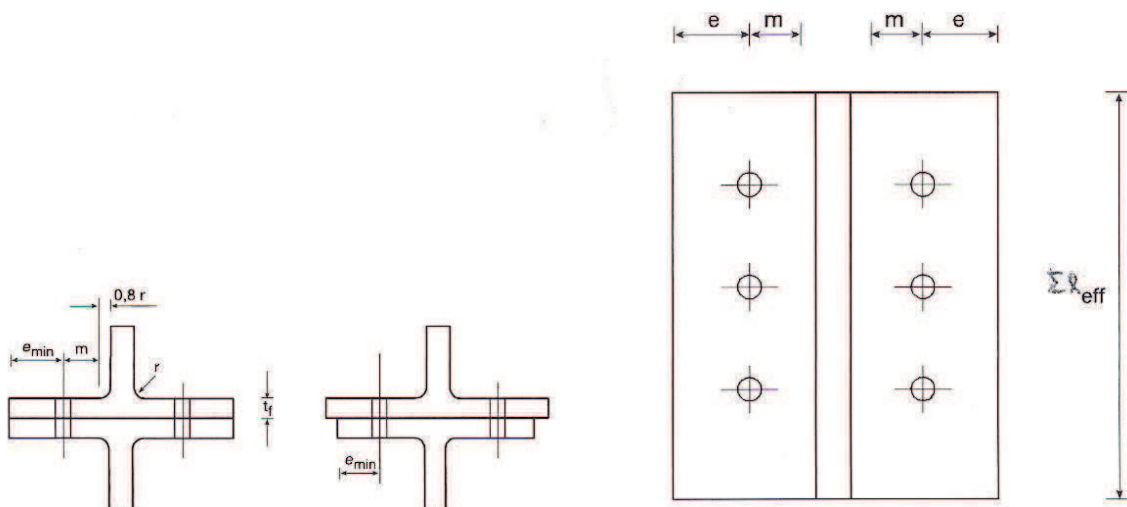 e m m e
0,8 r
e_min m
r
t_f
e_min
Σℓ_eff